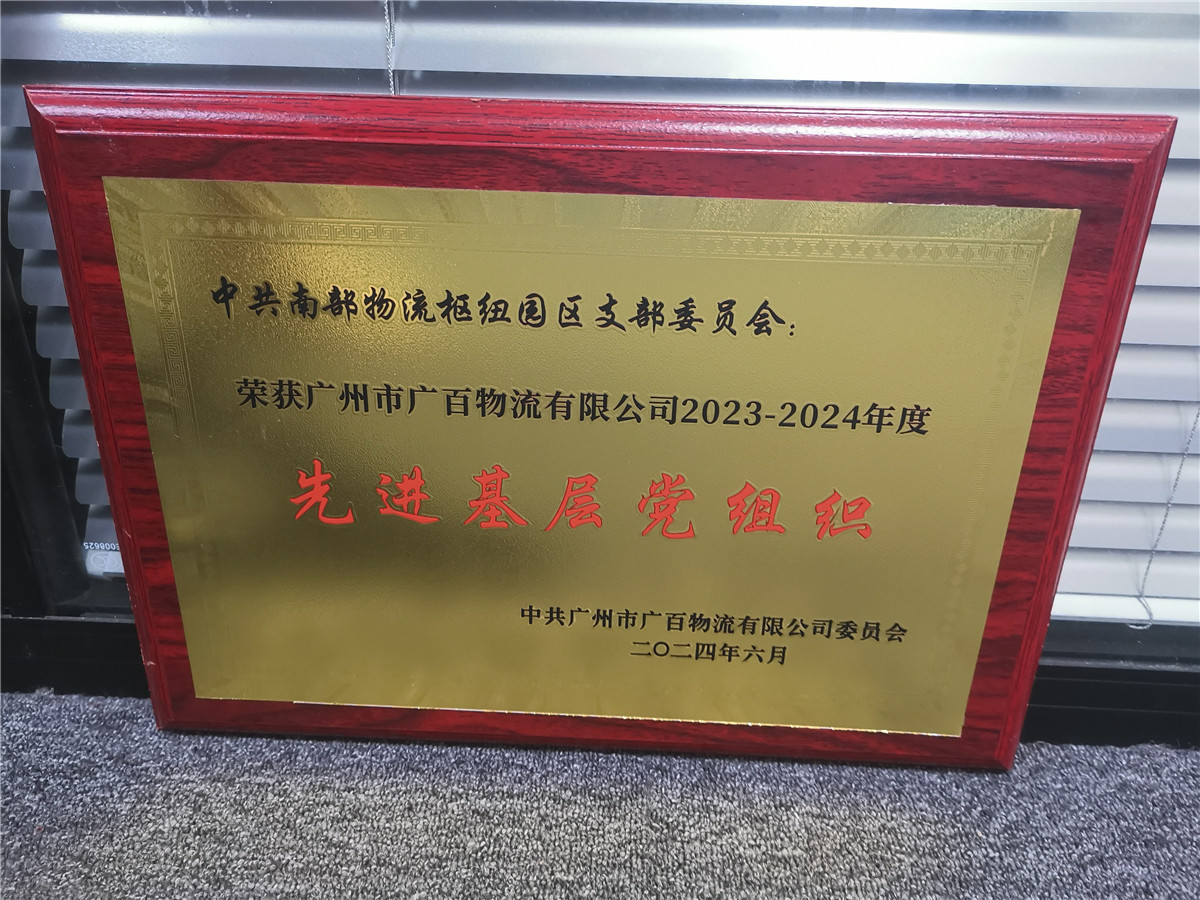 中共南部物流枢纽园区支部委员会：
荣获广州市广百物流有限公司2023-2024年度
先进基层党组织
中共广州市广百物流有限公司委员会
二〇二四年六月